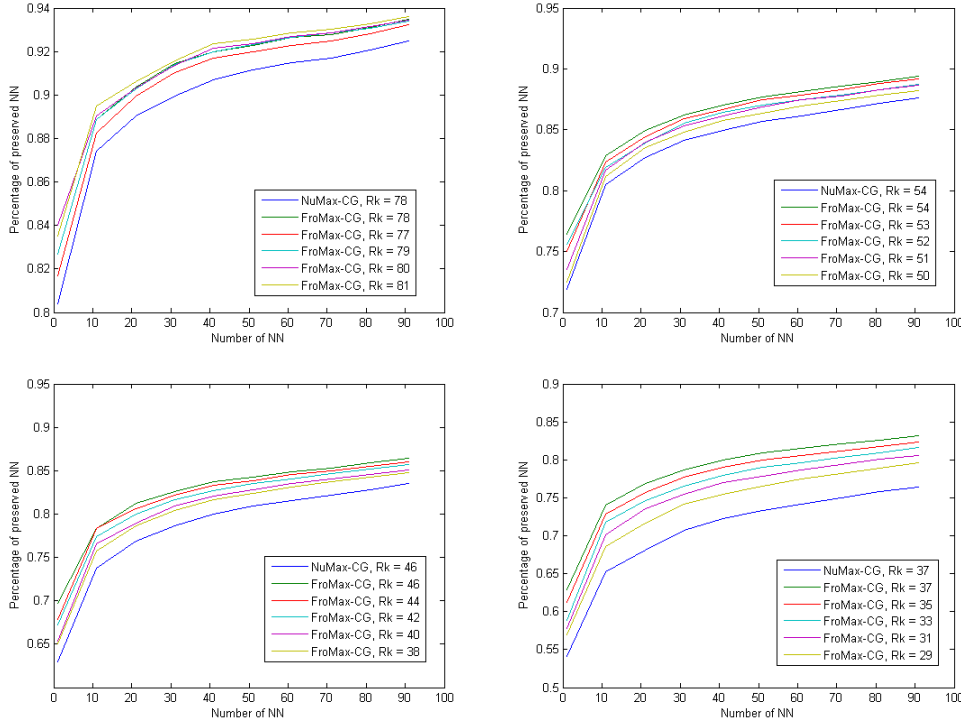 0.94
0.92
0.9
0.88
0.86
0.84
0.82
0.8
Percentage of preserved NN
0 10 20 30 40 50 60 70 80 90 100
Number of NN
NuMax-CG, Rk = 78
FroMax-CG, Rk = 78
FroMax-CG, Rk = 77
FroMax-CG, Rk = 79
FroMax-CG, Rk = 80
FroMax-CG, Rk = 81
0.95
0.9
0.85
0.8
0.75
0.7
Percentage of preserved NN
0 10 20 30 40 50 60 70 80 90 100
Number of NN
NuMax-CG, Rk = 54
FroMax-CG, Rk = 54
FroMax-CG, Rk = 53
FroMax-CG, Rk = 52
FroMax-CG, Rk = 51
FroMax-CG, Rk = 50
0.95
0.9
0.85
0.8
0.75
0.7
0.65
Percentage of preserved NN
0 10 20 30 40 50 60 70 80 90 100
Number of NN
NuMax-CG, Rk = 46
FroMax-CG, Rk = 46
FroMax-CG, Rk = 44
FroMax-CG, Rk = 42
FroMax-CG, Rk = 40
FroMax-CG, Rk = 38
0.9
0.85
0.8
0.75
0.7
0.65
0.6
0.55
0.5
Percentage of preserved NN
0 10 20 30 40 50 60 70 80 90 100
Number of NN
NuMax-CG, Rk = 37
FroMax-CG, Rk = 37
FroMax-CG, Rk = 35
FroMax-CG, Rk = 33
FroMax-CG, Rk = 31
FroMax-CG, Rk = 29